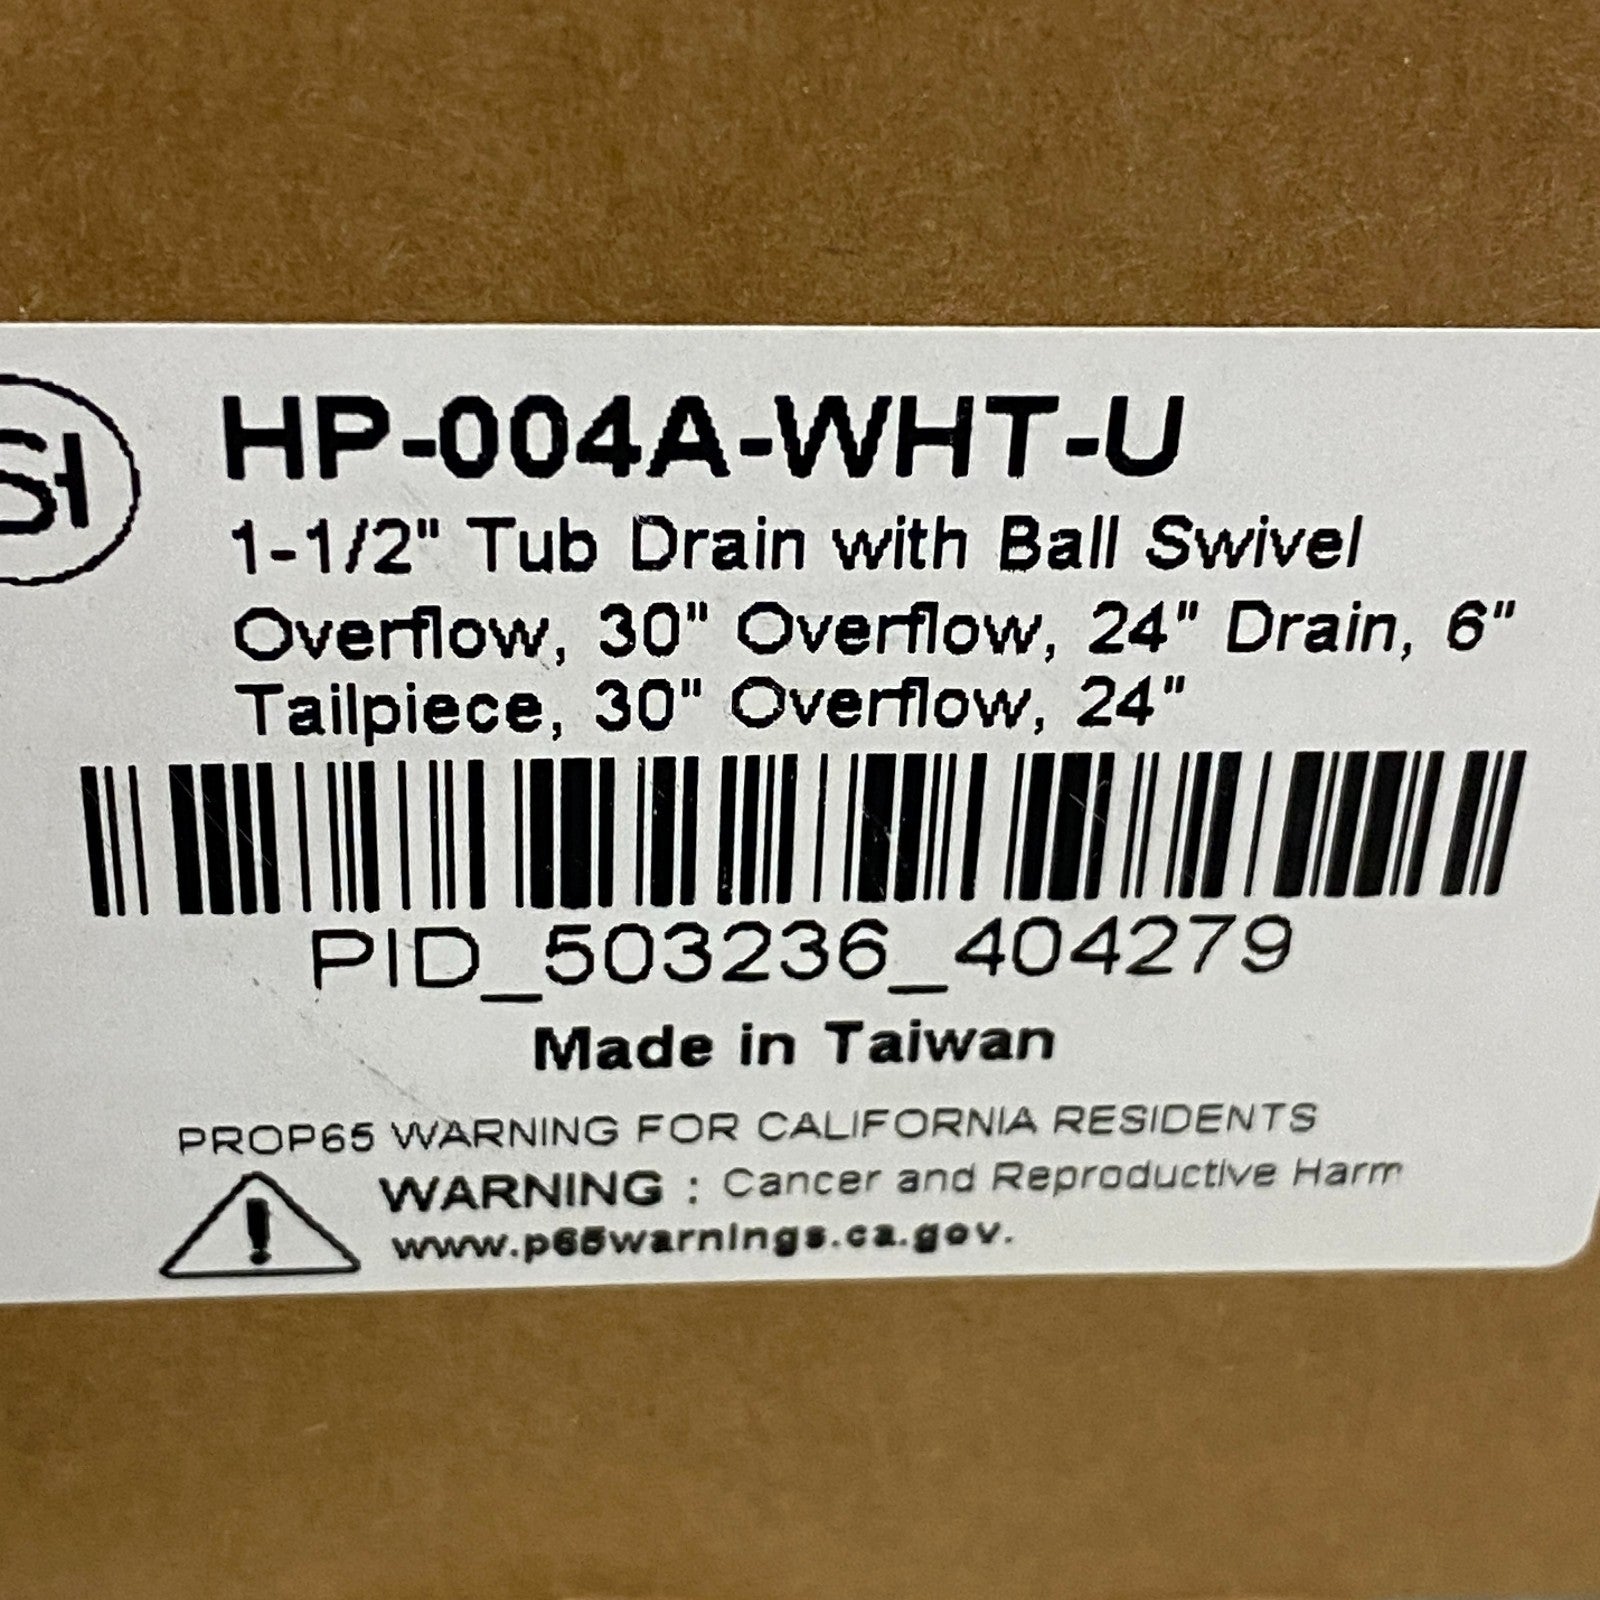 HP-004A-WHT-U
1-1/2" Tub Drain with Ball Swivel
Overflow, 30" Overflow, 24" Drain, 6"
Tailpiece, 30" Overflow, 24"
PID_503236_404279
Made in Taiwan
PROP65 WARNING FOR CALIFORNIA RESIDENTS
WARNING : Cancer and Reproductive Harm
www.p65warnings.ca.gov.